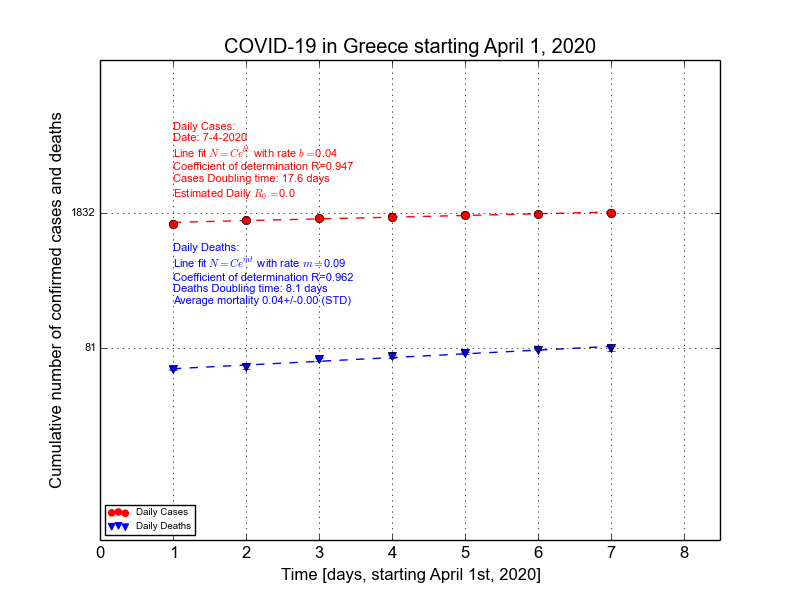 COVID-19 in Greece starting April 1, 2020
Cumulative number of confirmed cases and deaths
Daily Cases:
Date: 7-4-2020
Line fit N=Ce^{bt} with rate b=0.04
Coefficient of determination R=0.947
Cases Doubling time: 17.6 days
Estimated Daily R_0=0.0
1832
Daily Deaths:
Line fit N=Ce^{mt} with rate m=0.09
Coefficient of determination R=0.962
Deaths Doubling time: 8.1 days
Average mortality 0.04+/-0.00 (STD)
81
Daily Cases
Daily Deaths
0 1 2 3 4 5 6 7 8
Time [days, starting April 1st, 2020]